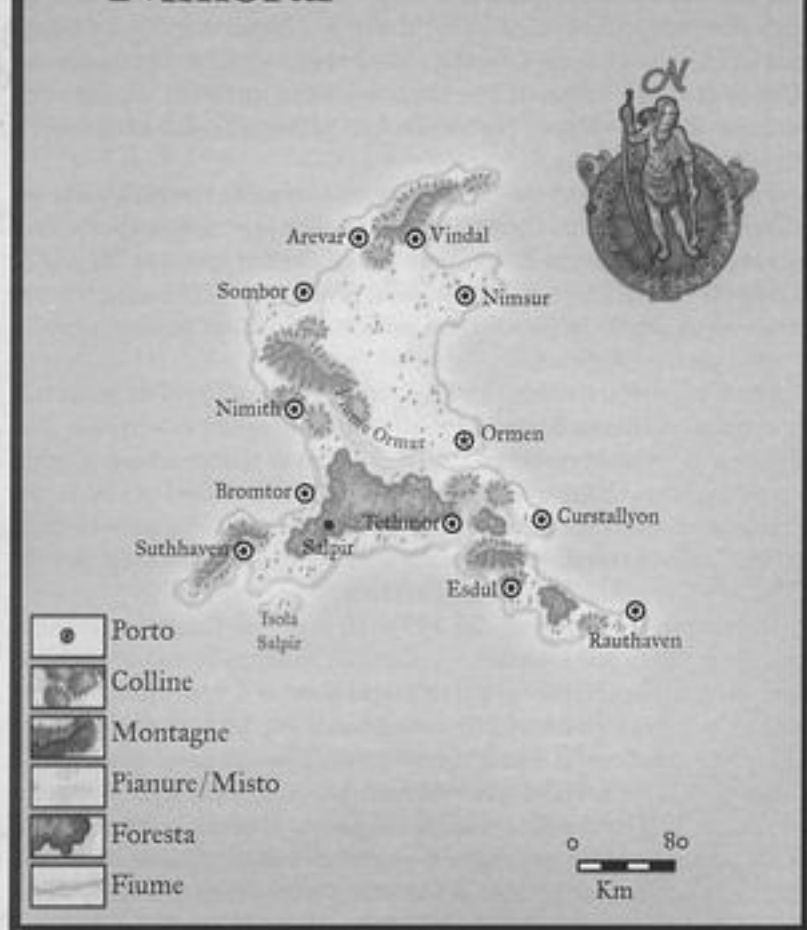 N
Arevar
Vindal
Sombor
Nimsur
Nimith
Fiume Ormar
Ormen
Bromtor
Tethmor
Curstallyon
Suthhaven
Salpir
Esdul
Isola
Salpir
Rauthaven
Porto
Colline
Montagne
Pianure/Misto
Foresta
Fiume
0 80
Km